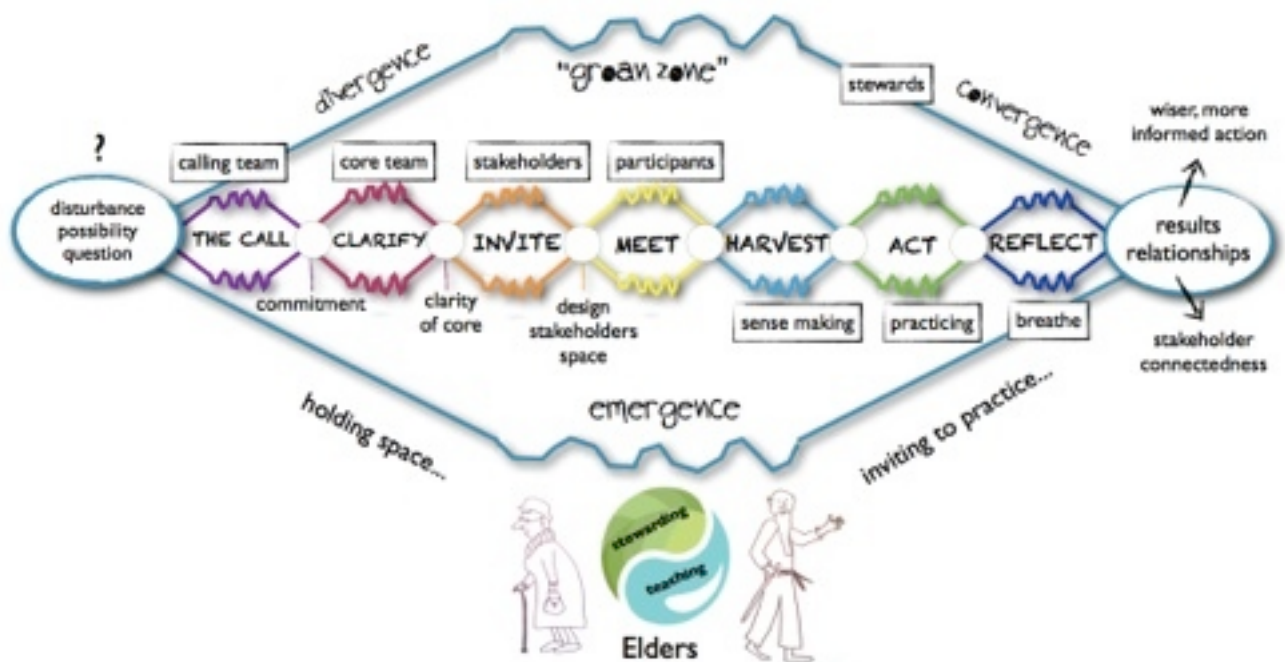 divergence
"groan zone"
stewards
convergence
wiser, more
informed action
?
calling team
core team
stakeholders
participants
disturbance
possibility
question
THE CALL
CLARIFY
INVITE
MEET
HARVEST
ACT
REFLECT
results
relationships
commitment
clarity
of core
design
stakeholders
space
sense making
practicing
breathe
stakeholder
connectedness
holding space...
emergence
inviting to practice...
stewarding
teaching
Elders